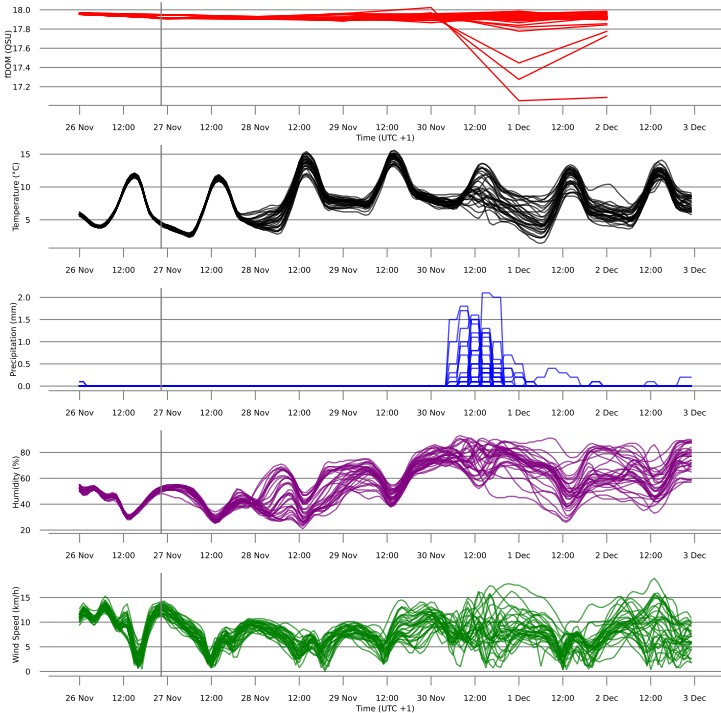 fDOM (QSU)
18.0
17.8
17.6
17.4
17.2
26 Nov 12:00 27 Nov 12:00 28 Nov 12:00 29 Nov 12:00 30 Nov 12:00 1 Dec 12:00 2 Dec 12:00 3 Dec
Time (UTC +1)
Temperature (°C)
15
10
5
26 Nov 12:00 27 Nov 12:00 28 Nov 12:00 29 Nov 12:00 30 Nov 12:00 1 Dec 12:00 2 Dec 12:00 3 Dec
Precipitation (mm)
2.0
1.5
1.0
0.5
0.0
26 Nov 12:00 27 Nov 12:00 28 Nov 12:00 29 Nov 12:00 30 Nov 12:00 1 Dec 12:00 2 Dec 12:00 3 Dec
Humidity (%)
80
60
40
20
26 Nov 12:00 27 Nov 12:00 28 Nov 12:00 29 Nov 12:00 30 Nov 12:00 1 Dec 12:00 2 Dec 12:00 3 Dec
Wind Speed (km/h)
15
10
5
0
26 Nov 12:00 27 Nov 12:00 28 Nov 12:00 29 Nov 12:00 30 Nov 12:00 1 Dec 12:00 2 Dec 12:00 3 Dec
Time (UTC +1)